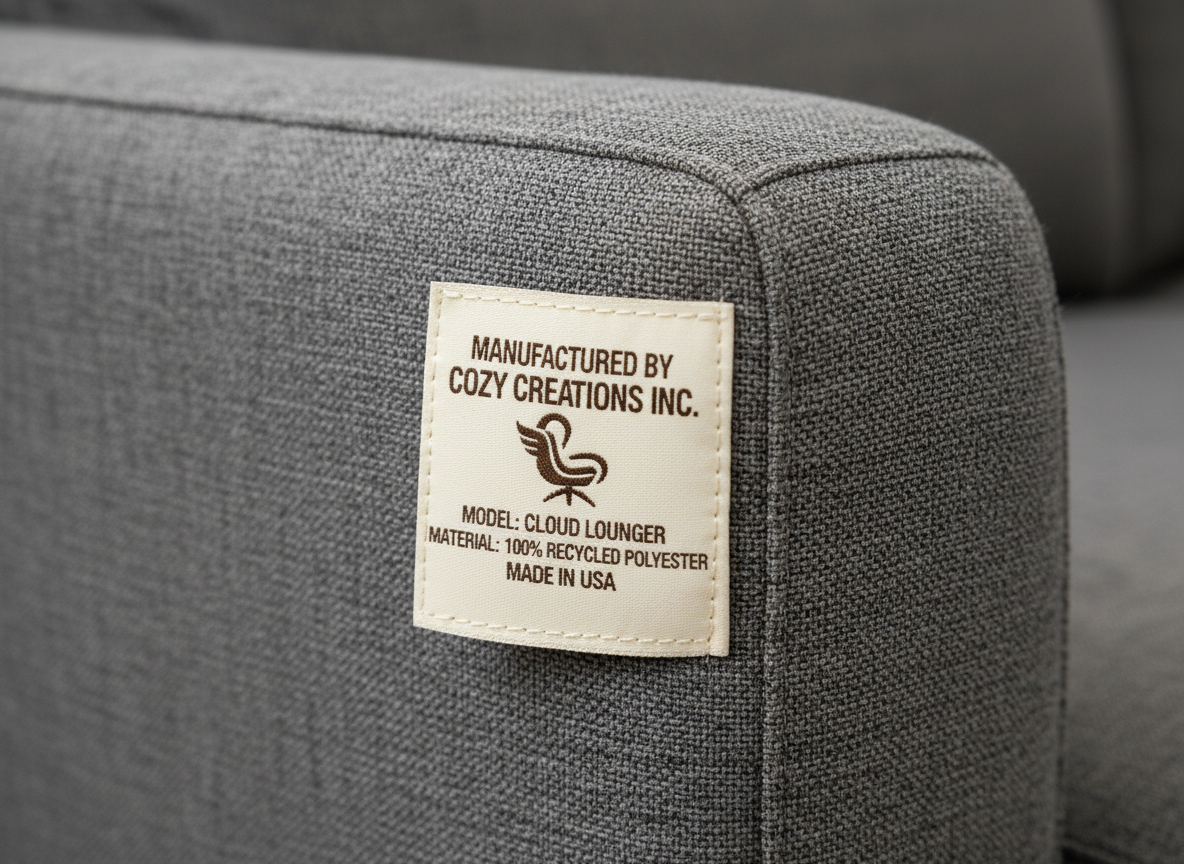 MANUFACTURED BY
COZY CREATIONS INC.
MODEL: CLOUD LOUNGER
MATERIAL: 100% RECYCLED POLYESTER
MADE IN USA